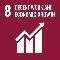 8 DECENT WORK AND
ECONOMIC GROWTH